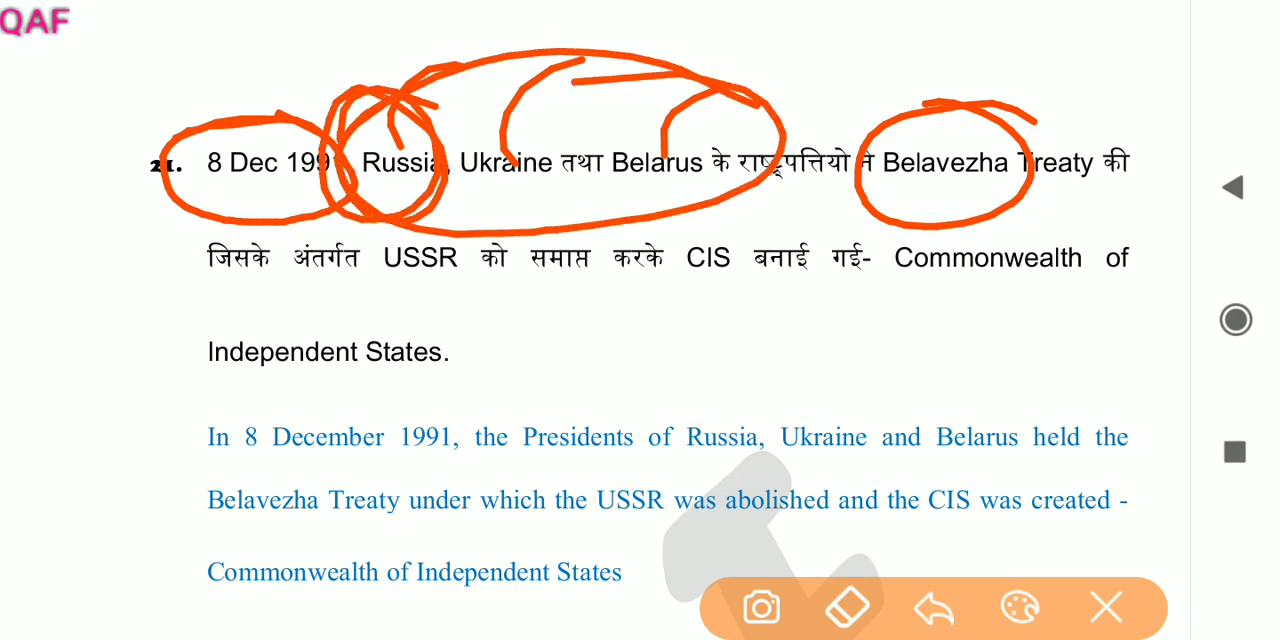 QAF
21. 8 Dec 1991 Russia, Ukraine तथा Belarus के राष्ट्रपत्तियो ने Belavezha Treaty की
जिसके अंतर्गत USSR को समाप्त करके CIS बनाई गई- Commonwealth of
Independent States.
In 8 December 1991, the Presidents of Russia, Ukraine and Belarus held the
Belavezha Treaty under which the USSR was abolished and the CIS was created -
Commonwealth of Independent States